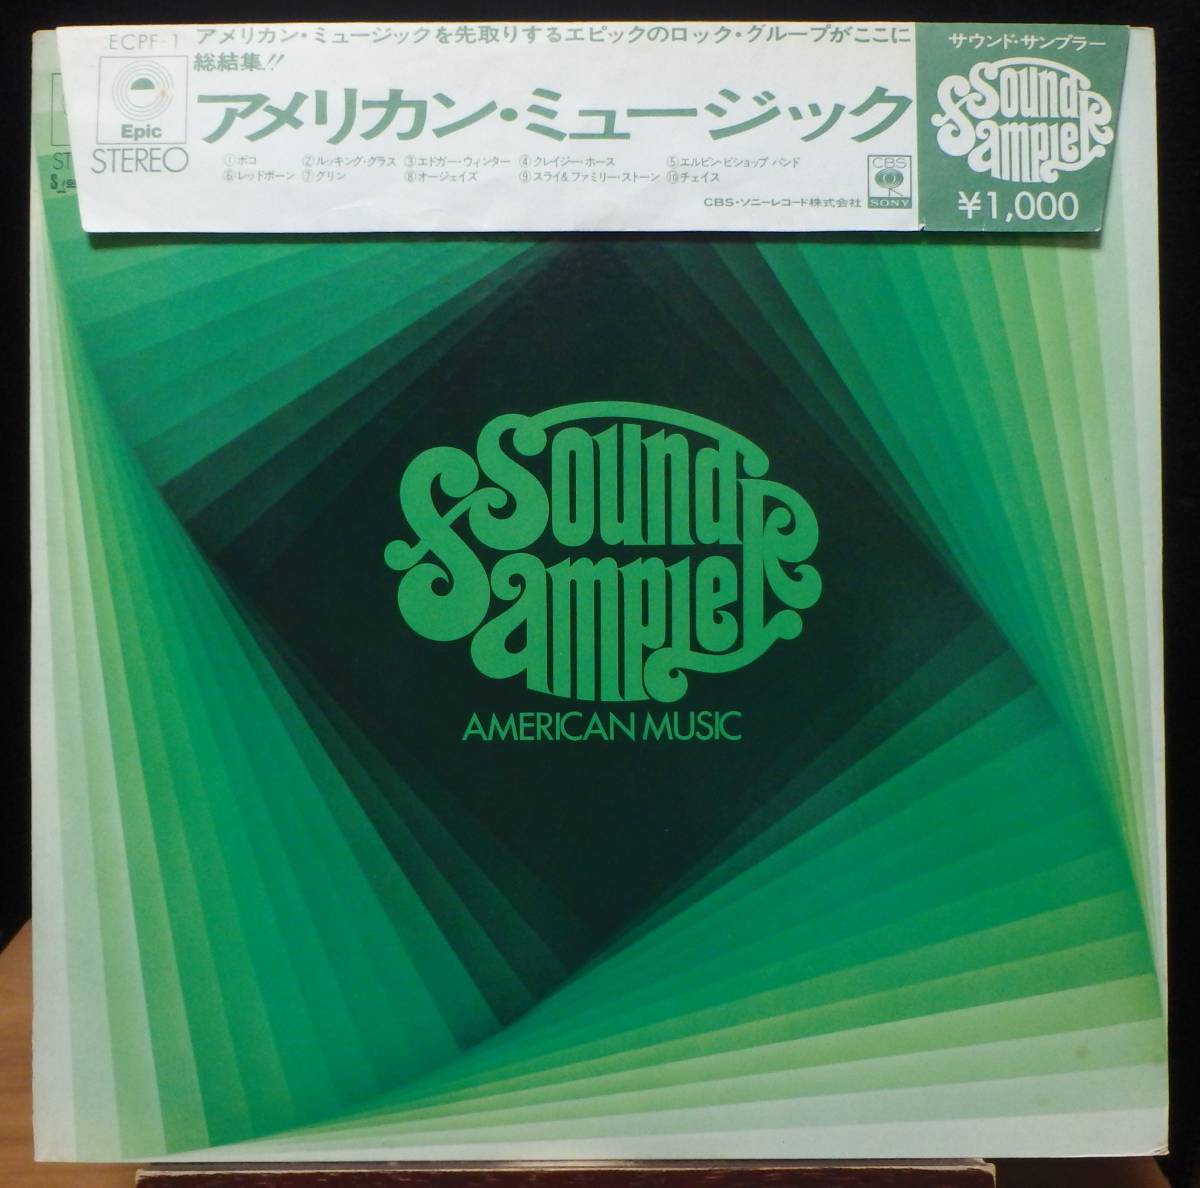 ECPF-1
アメリカン・ミュージックを先取りするエピックのロック・グループがここに
総結集!!
Epic
STEREO
アメリカン・ミュージック
①ポコ ②ルッキング・グラス ③エドガー・ウィンター ④クレイジー・ホース ⑤エルビン・ビショップ バンド
⑥レッドボーン ⑦グリン ⑧オージェイズ ⑨スライ&ファミリー・ストーン ⑩チェイス
CBS・ソニーレコード株式会社
CBS
SONY
サウンド・サンプラー
Sound
Sampler
¥1,000
ST
Sound
Sampler
AMERICAN MUSIC